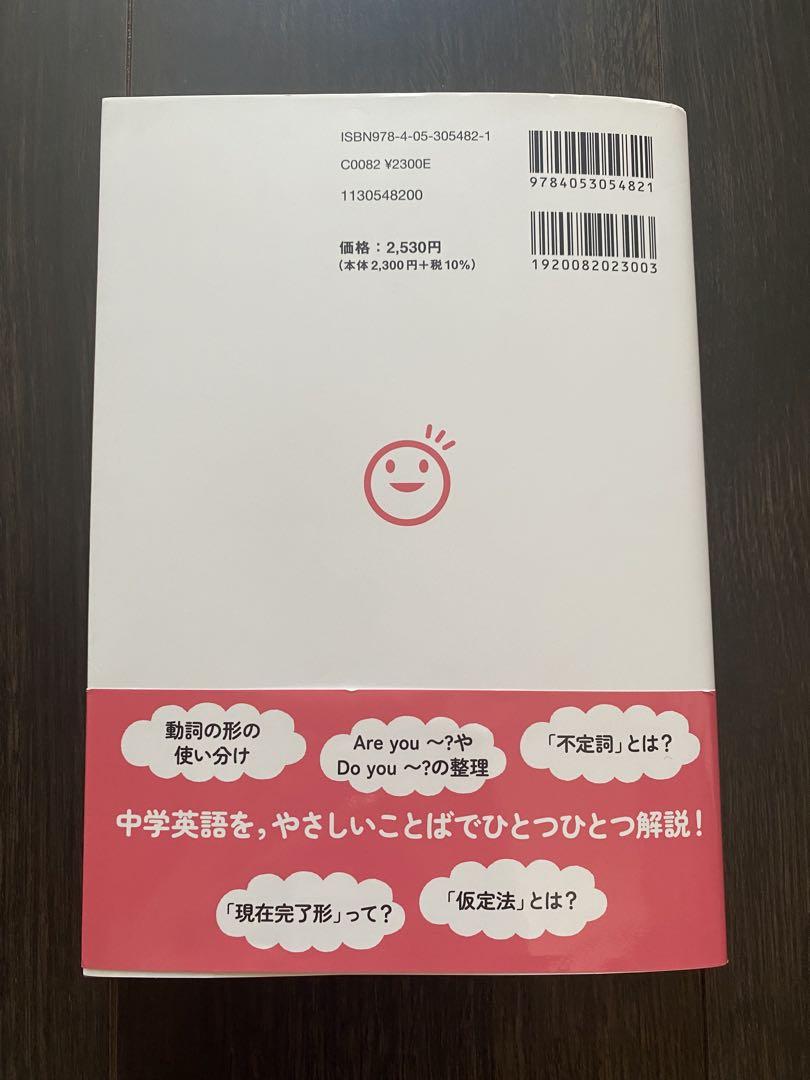 ISBN978-4-05-305482-1
C0082 ¥2300E
1130548200
価格：2,530円
（本体2,300円＋税10％）
9784053054821
1920082023003
動詞の形の
使い分け
Are you ～?や
Do you ～?の整理
「不定詞」とは？
中学英語を，やさしいことばでひとつひとつ解説！
「現在完了形」って？
「仮定法」とは？